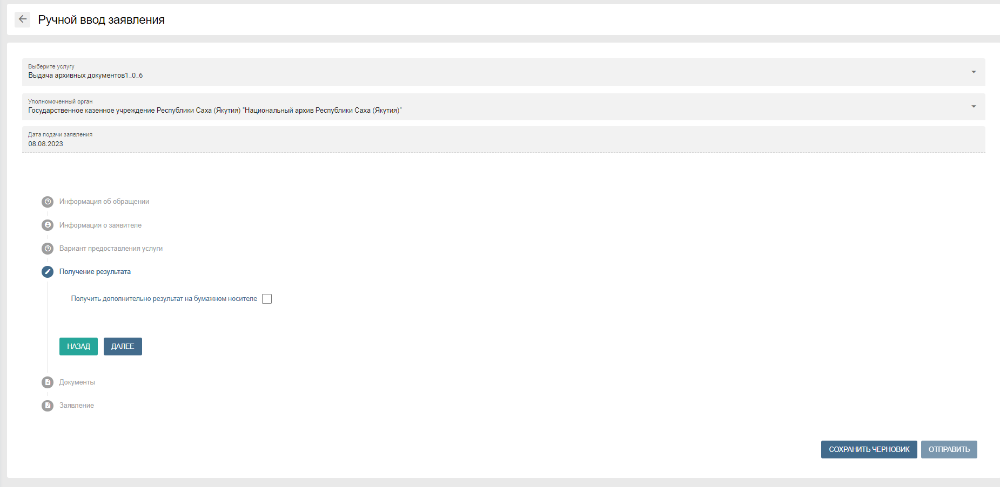 Ручной ввод заявления
Выберите услугу
Выдача архивных документов1_0_6
Уполномоченный орган
Государственное казенное учреждение Республики Саха (Якутия) "Национальный архив Республики Саха (Якутия)"
Дата подачи заявления
08.08.2023
Информация об обращении
Информация о заявителе
Вариант предоставления услуги
Получение результата
Получить дополнительно результат на бумажном носителе
НАЗАД ДАЛЕЕ
Документы
Заявление
СОХРАНИТЬ ЧЕРНОВИК ОТПРАВИТЬ